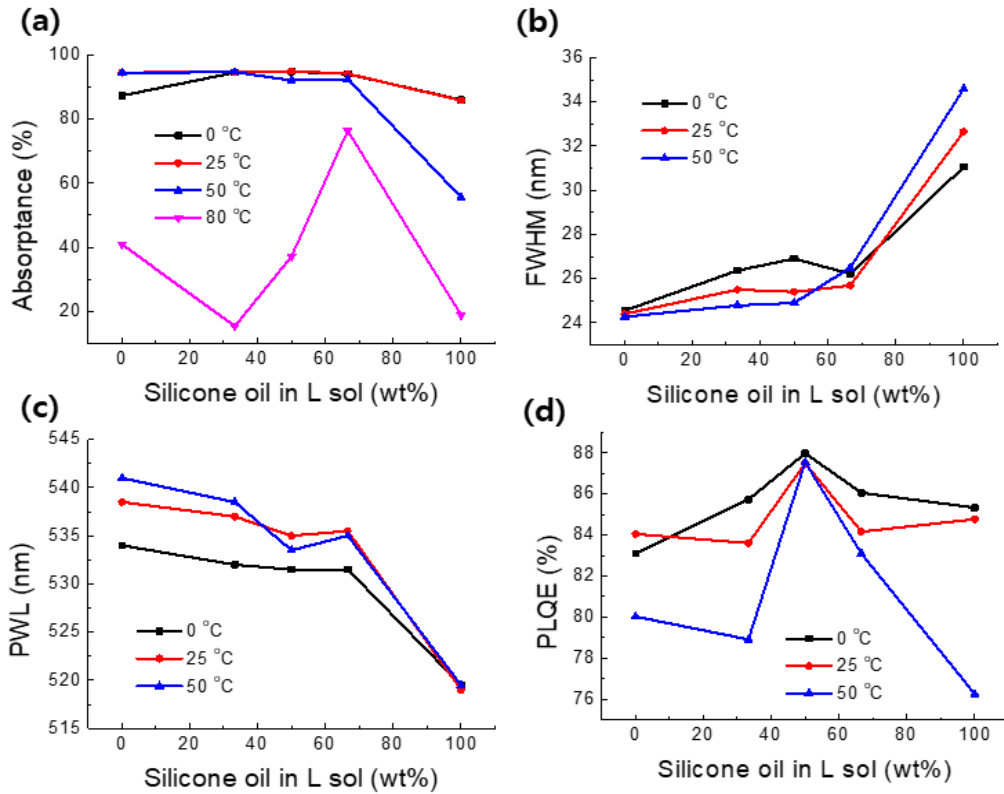 (a)
Absorptance (%)
100
80
60
40
20
0 °C
25 °C
50 °C
80 °C
0 20 40 60 80 100
Silicone oil in L sol (wt%)
(b)
FWHM (nm)
36
34
32
30
28
26
24
0 °C
25 °C
50 °C
0 20 40 60 80 100
Silicone oil in L sol (wt%)
(c)
PWL (nm)
545
540
535
530
525
520
515
0 °C
25 °C
50 °C
0 20 40 60 80 100
Silicone oil in L sol (wt%)
(d)
PLQE (%)
88
86
84
82
80
78
76
0 °C
25 °C
50 °C
0 20 40 60 80 100
Silicone oil in L sol (wt%)